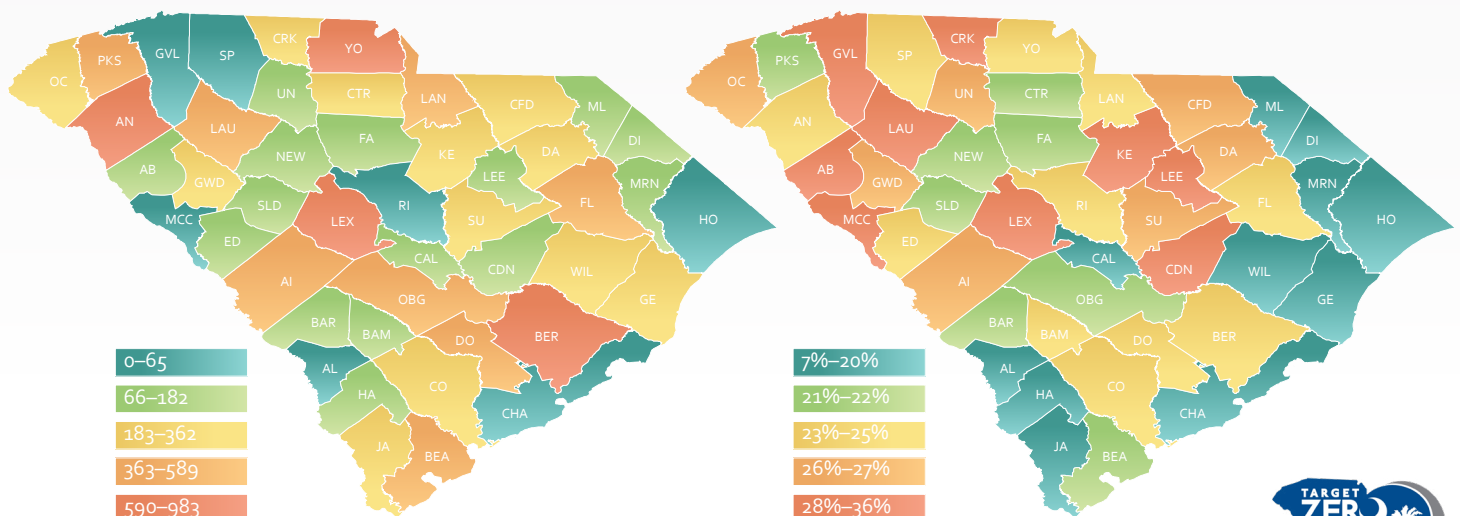 OC
PKS
GVL
SP
CRK
YO
AN
LAU
UN
CTR
LAN
CFD
ML
DI
AB
GWD
NEW
FA
KE
LEE
DA
MRN
HO
MCC
SLD
LEX
RI
SU
FL
ED
CAL
CDN
WIL
GE
AI
OBG
BAR
BAM
DO
BER
AL
HA
CO
CHA
JA
BEA
0–65
66–182
183–362
363–589
590–983
OC
PKS
GVL
SP
CRK
YO
AN
LAU
UN
CTR
LAN
CFD
ML
DI
AB
GWD
NEW
FA
KE
LEE
DA
MRN
HO
MCC
SLD
LEX
RI
SU
FL
ED
CAL
CDN
WIL
GE
AI
OBG
BAR
BAM
DO
BER
AL
HA
CO
CHA
JA
BEA
7%–20%
21%–22%
23%–25%
26%–27%
28%–36%
TARGET
ZERO